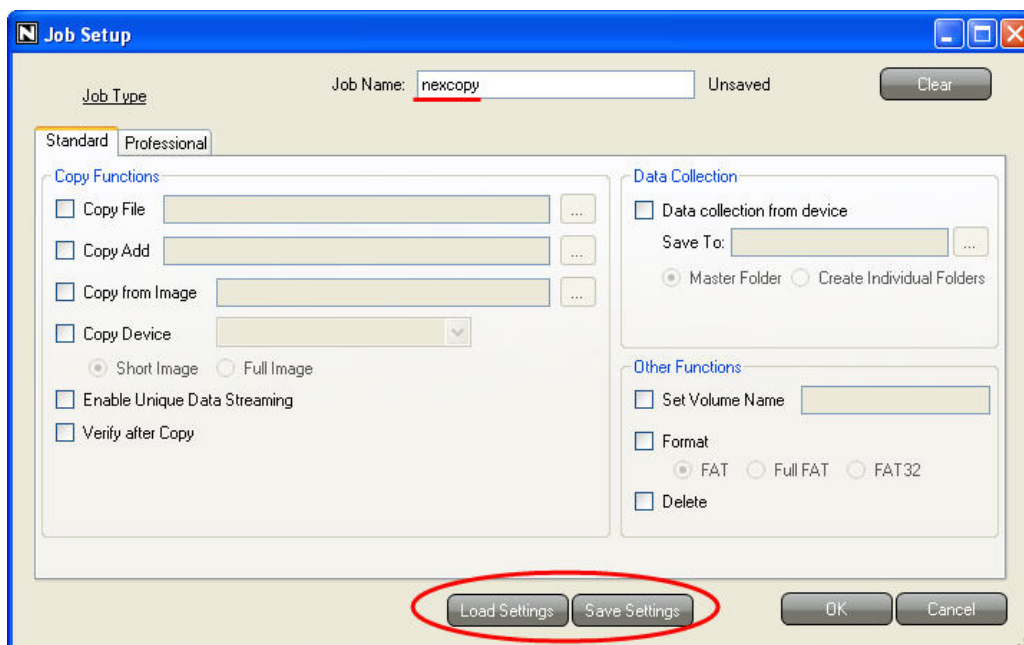 N Job Setup
Job Type
Job Name: nexcopy Unsaved Clear
Standard Professional
Copy Functions
Copy File ...
Copy Add ...
Copy from Image ...
Copy Device
Short Image Full Image
Enable Unique Data Streaming
Verify after Copy
Data Collection
Data collection from device
Save To: ...
Master Folder Create Individual Folders
Other Functions
Set Volume Name
Format
FAT Full FAT FAT32
Delete
Load Settings Save Settings OK Cancel